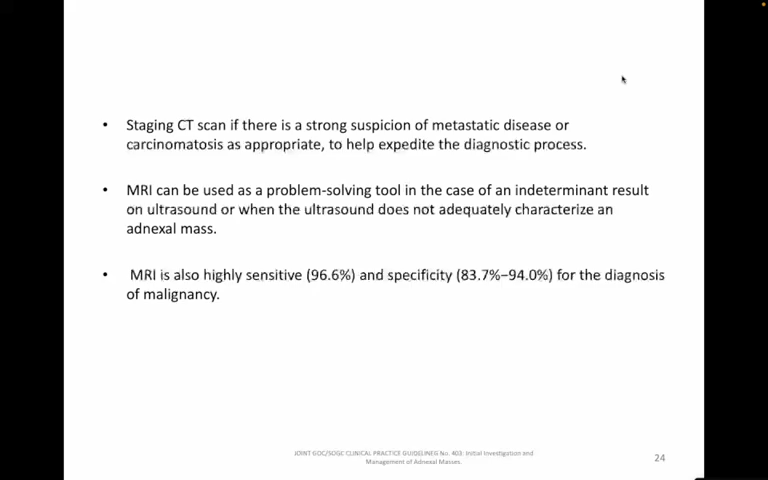 • Staging CT scan if there is a strong suspicion of metastatic disease or
carcinomatosis as appropriate, to help expedite the diagnostic process.
• MRI can be used as a problem-solving tool in the case of an indeterminant result
on ultrasound or when the ultrasound does not adequately characterize an
adnexal mass.
• MRI is also highly sensitive (96.6%) and specificity (83.7%–94.0%) for the diagnosis
of malignancy.
JOINT GOC/SOGC CLINICAL PRACTICE GUIDELINES No. 403: Initial Investigation and
Management of Adnexal Masses.
24